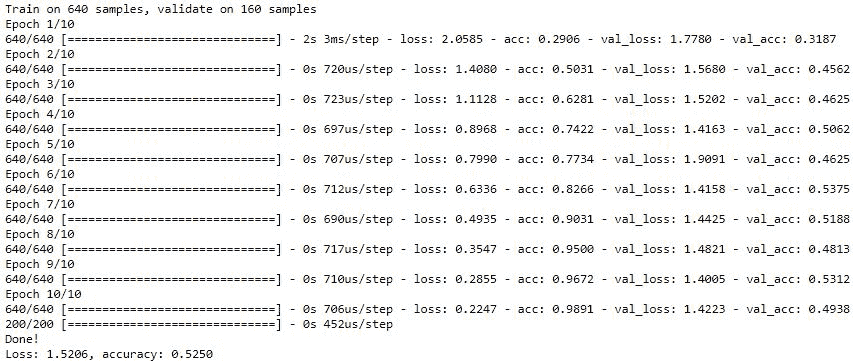 Train on 640 samples, validate on 160 samples
Epoch 1/10
640/640 [==============================] - 2s 3ms/step - loss: 2.0585 - acc: 0.2906 - val_loss: 1.7780 - val_acc: 0.3187
Epoch 2/10
640/640 [==============================] - 0s 720us/step - loss: 1.4080 - acc: 0.5031 - val_loss: 1.5680 - val_acc: 0.4562
Epoch 3/10
640/640 [==============================] - 0s 723us/step - loss: 1.1128 - acc: 0.6281 - val_loss: 1.5202 - val_acc: 0.4625
Epoch 4/10
640/640 [==============================] - 0s 697us/step - loss: 0.8968 - acc: 0.7422 - val_loss: 1.4163 - val_acc: 0.5062
Epoch 5/10
640/640 [==============================] - 0s 707us/step - loss: 0.7990 - acc: 0.7734 - val_loss: 1.9091 - val_acc: 0.4625
Epoch 6/10
640/640 [==============================] - 0s 712us/step - loss: 0.6336 - acc: 0.8266 - val_loss: 1.4158 - val_acc: 0.5375
Epoch 7/10
640/640 [==============================] - 0s 690us/step - loss: 0.4935 - acc: 0.9031 - val_loss: 1.4425 - val_acc: 0.5188
Epoch 8/10
640/640 [==============================] - 0s 717us/step - loss: 0.3547 - acc: 0.9500 - val_loss: 1.4821 - val_acc: 0.4813
Epoch 9/10
640/640 [==============================] - 0s 710us/step - loss: 0.2855 - acc: 0.9672 - val_loss: 1.4005 - val_acc: 0.5312
Epoch 10/10
640/640 [==============================] - 0s 706us/step - loss: 0.2247 - acc: 0.9891 - val_loss: 1.4223 - val_acc: 0.4938
200/200 [==============================] - 0s 452us/step
Done!
Loss: 1.5206, accuracy: 0.5250